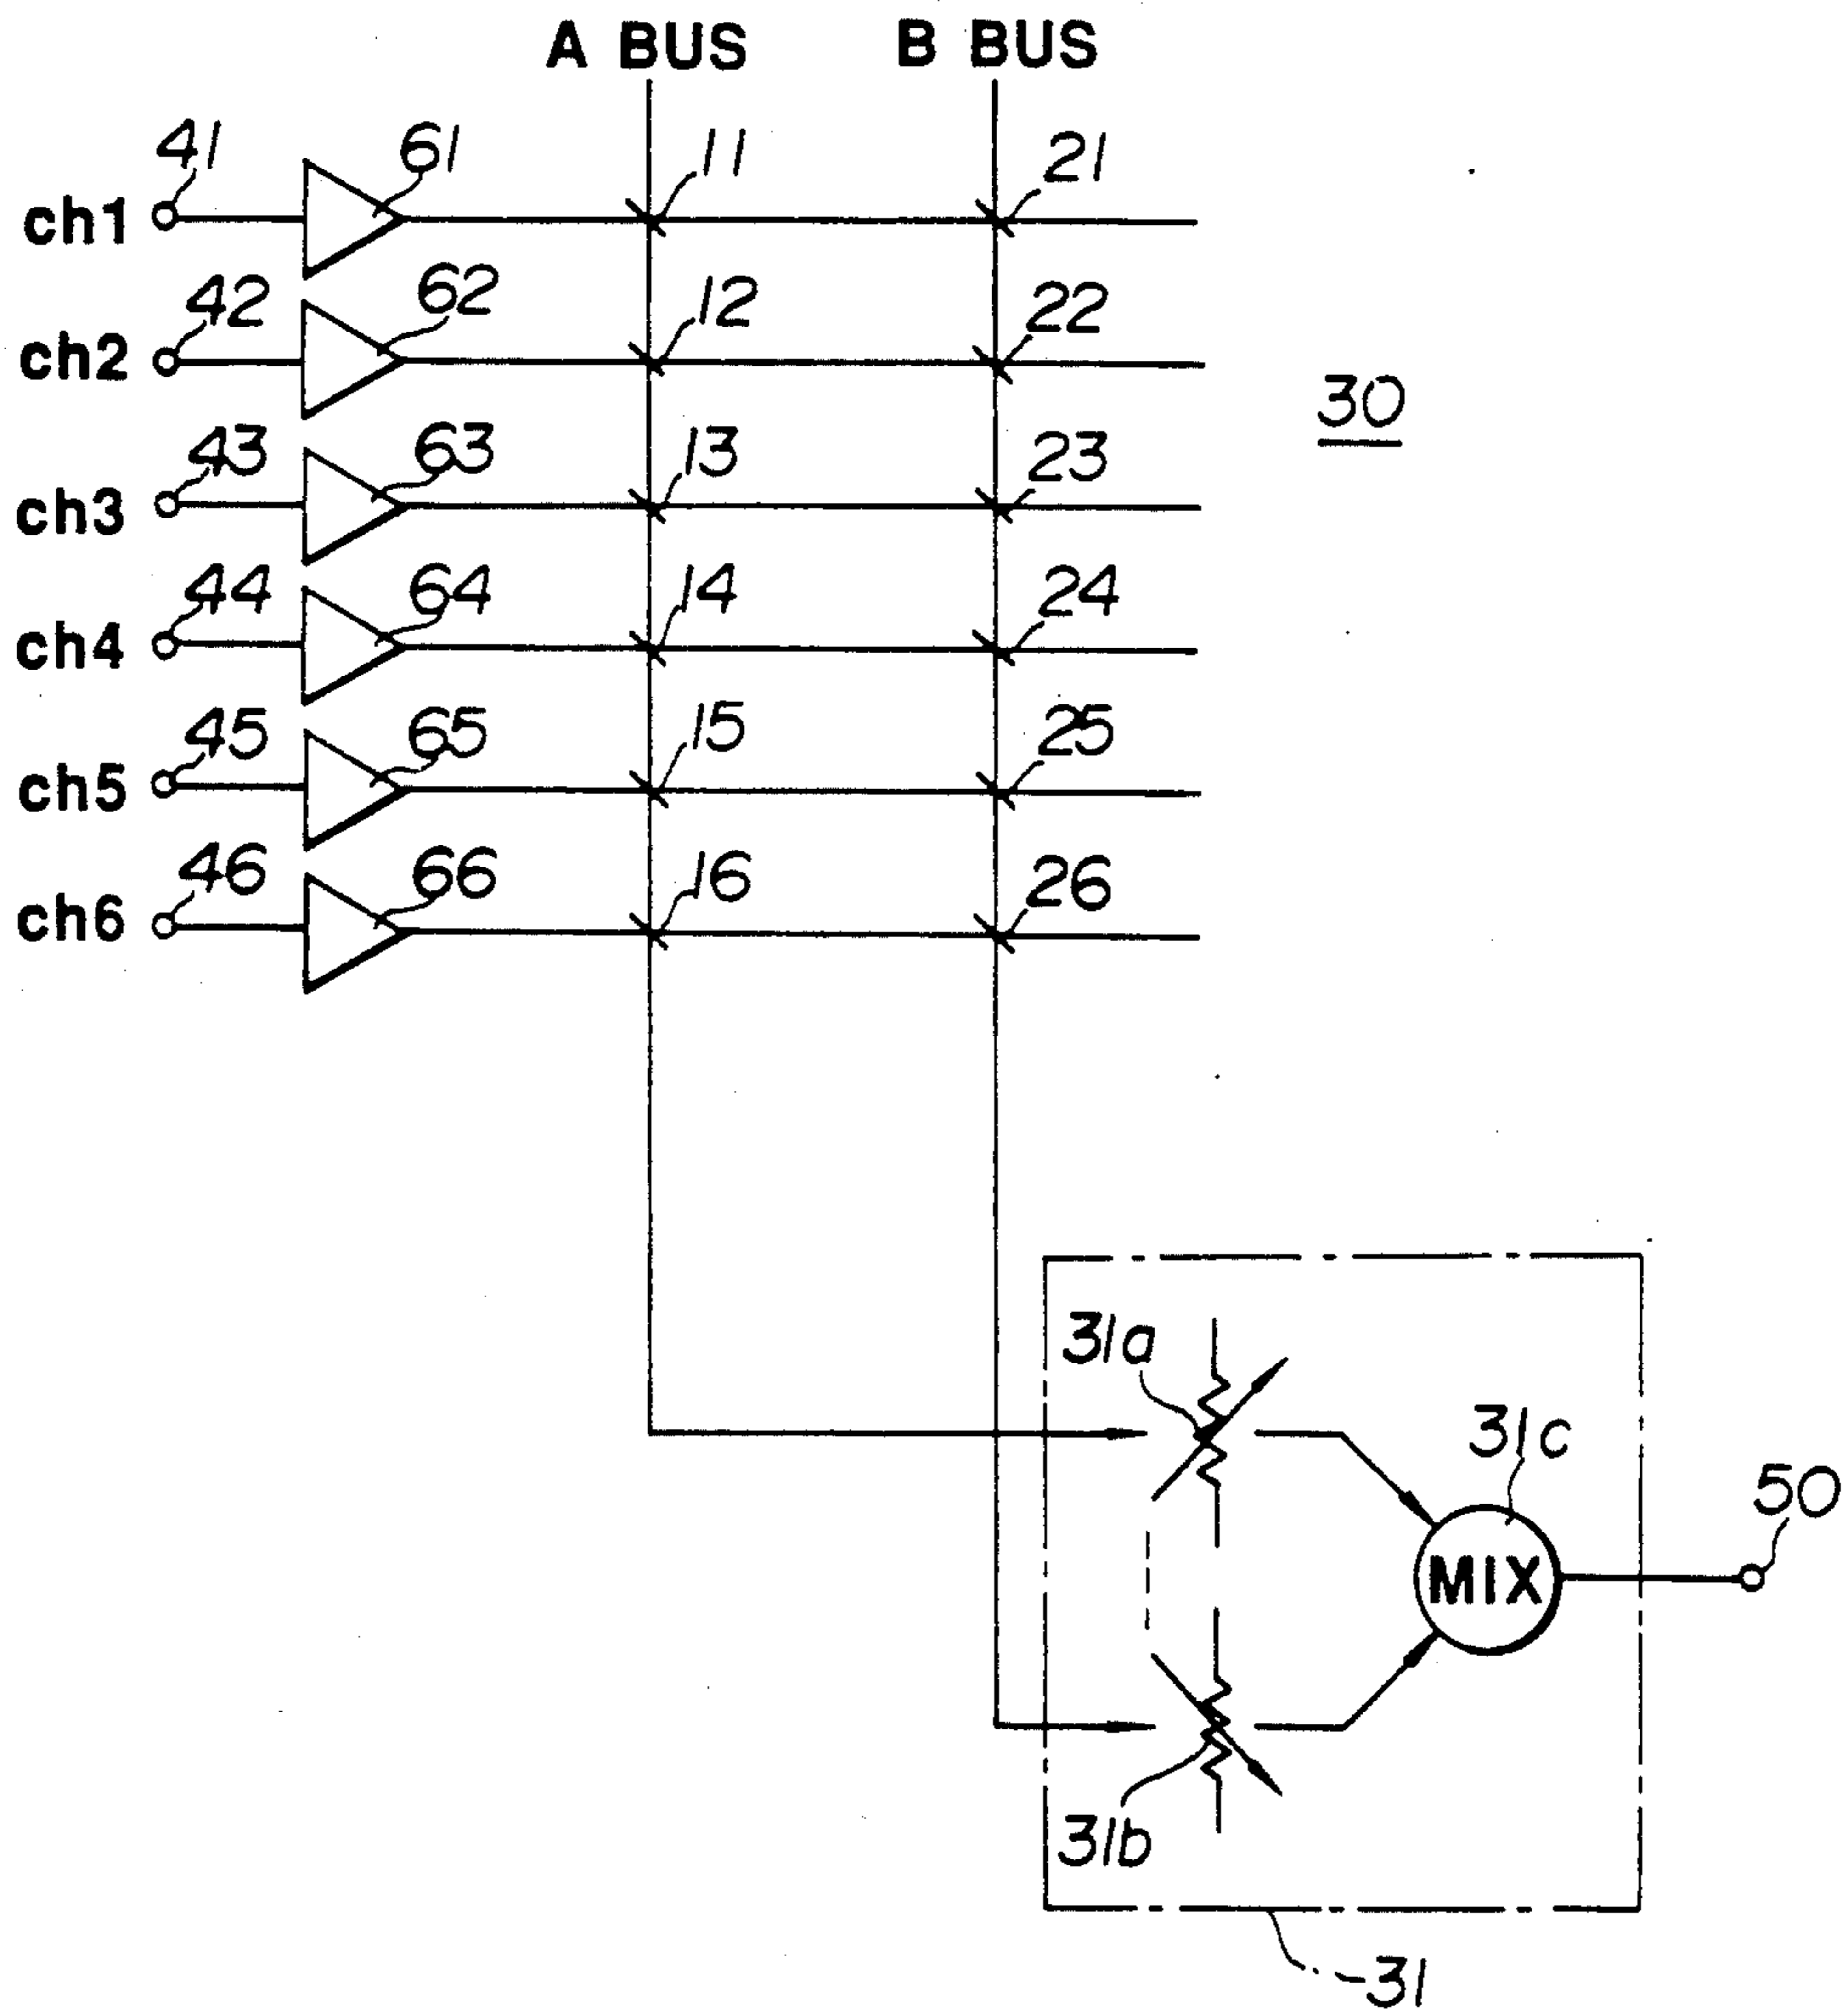 A BUS B BUS
41 61 11 21
ch1
42 62 12 22
ch2
30
43 63 13 23
ch3
44 64 14 24
ch4
45 65 15 25
ch5
46 66 16 26
ch6
31a
31c
50
MIX
31b
31